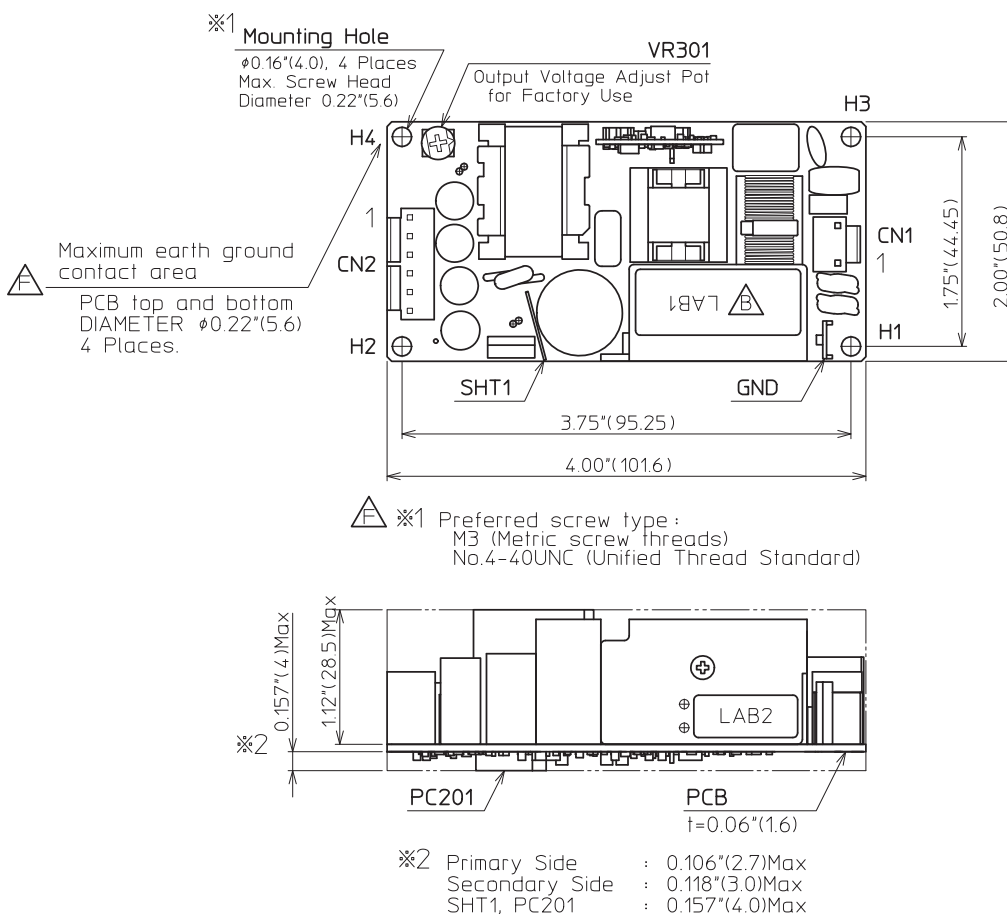 ※1 Mounting Hole
φ0.16"(4.0), 4 Places
Max. Screw Head
Diameter 0.22"(5.6)
VR301
Output Voltage Adjust Pot
for Factory Use
H3
H4
1
CN2
H2
CN1
1
H1
Maximum earth ground
contact area
F
PCB top and bottom
DIAMETER φ0.22"(5.6)
4 Places.
LAB1
B
SHT1
GND
1.75"(44.45)
2.00"(50.8)
3.75"(95.25)
4.00"(101.6)
F ※1 Preferred screw type:
M3 (Metric screw threads)
No.4-40UNC (Unified Thread Standard)
0.157"(4)Max
1.12"(28.5)Max
※2
LAB2
PC201
PCB
t=0.06"(1.6)
※2 Primary Side : 0.106"(2.7)Max
Secondary Side : 0.118"(3.0)Max
SHT1, PC201 : 0.157"(4.0)Max